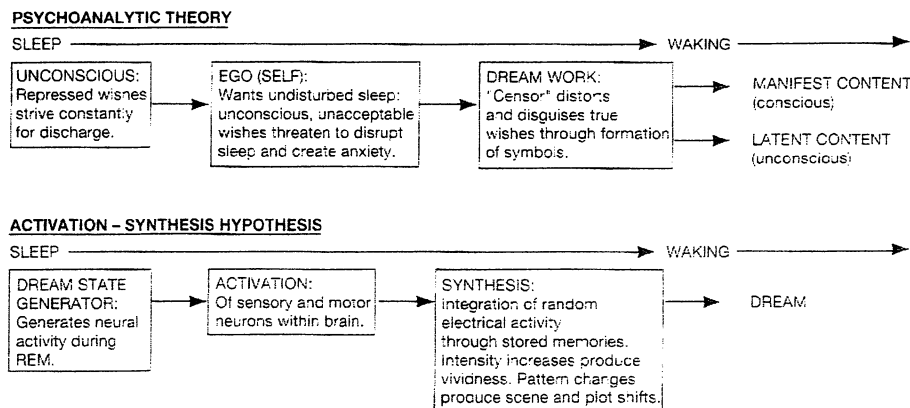 PSYCHOANALYTIC THEORY
SLEEP WAKING
UNCONSCIOUS:
Repressed wishes
strive constantly
for discharge.
EGO (SELF):
Wants undisturbed sleep:
unconscious, unacceptable
wishes threaten to disrupt
sleep and create anxiety.
DREAM WORK:
"Censor" distorts
and disguises true
wishes through formation
of symbols.
MANIFEST CONTENT
(conscious)
LATENT CONTENT
(unconscious)
ACTIVATION – SYNTHESIS HYPOTHESIS
SLEEP WAKING
DREAM STATE
GENERATOR:
Generates neural
activity during
REM.
ACTIVATION:
Of sensory and motor
neurons within brain.
SYNTHESIS:
integration of random
electrical activity
through stored memories.
Intensity increases produce
vividness. Pattern changes
produce scene and plot shifts.
DREAM